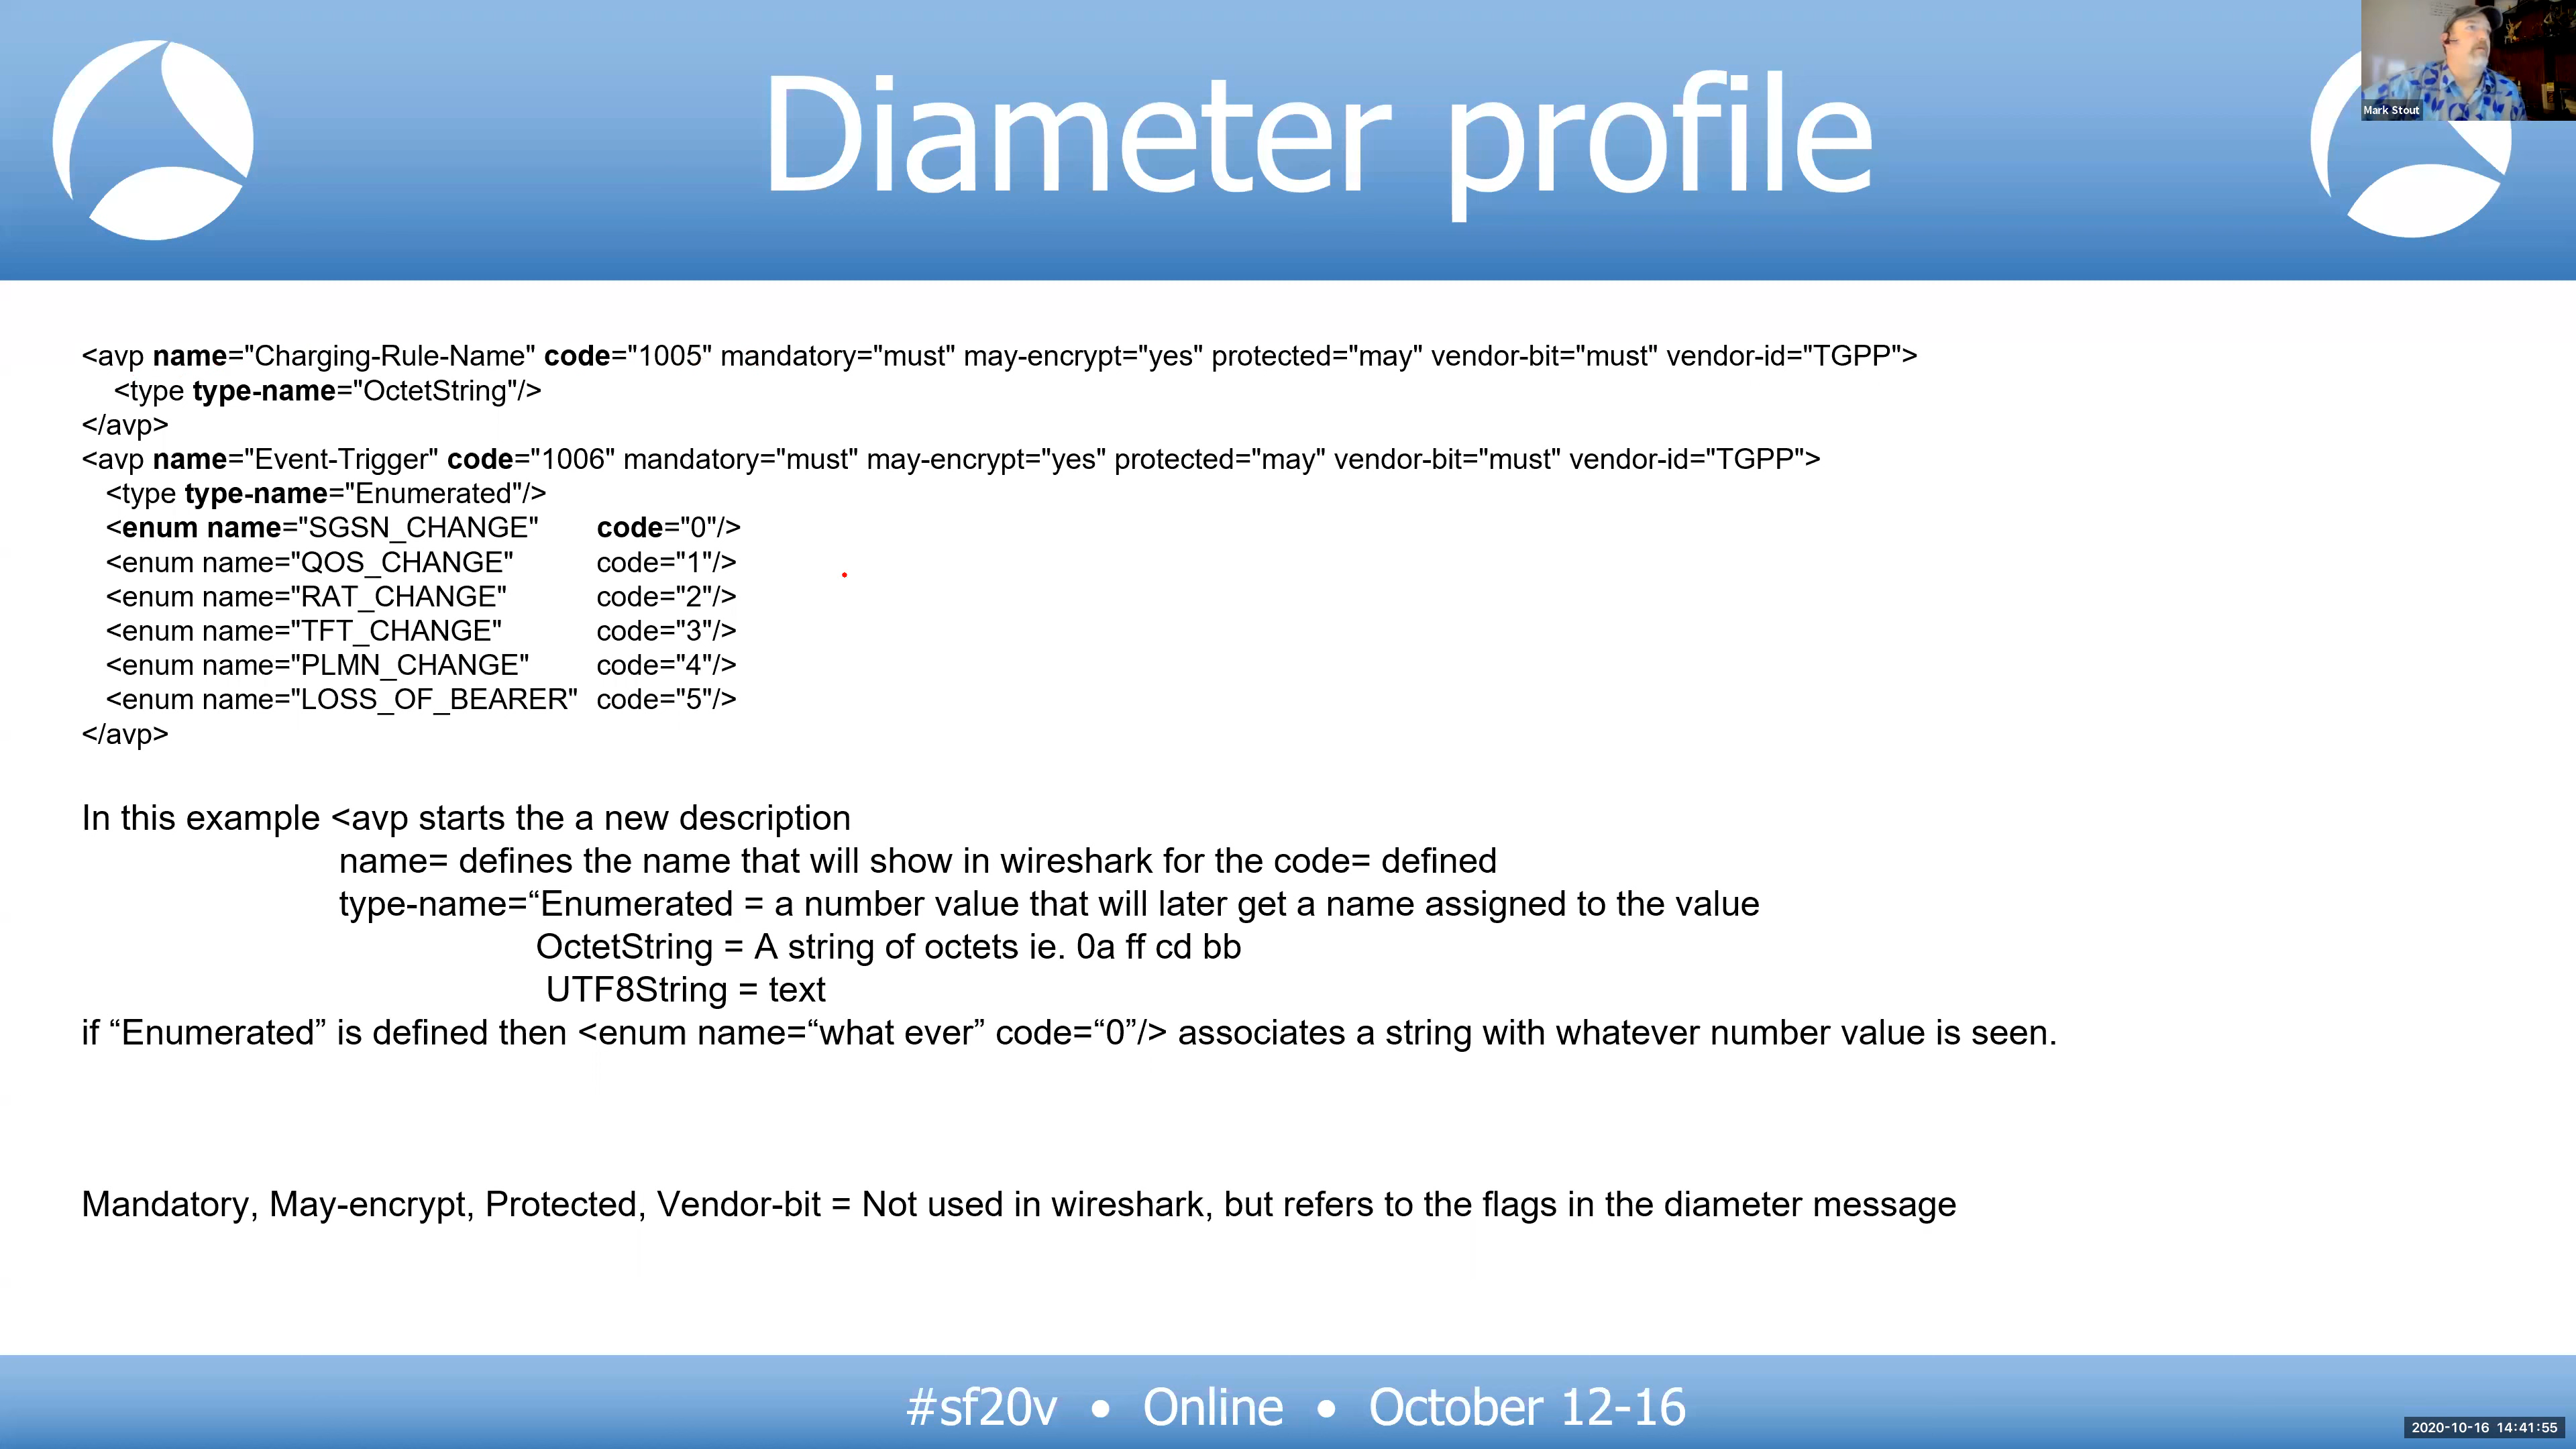 Diameter profile
Mark Stout
<avp name="Charging-Rule-Name" code="1005" mandatory="must" may-encrypt="yes" protected="may" vendor-bit="must" vendor-id="TGPP">
<type type-name="OctetString"/>
</avp>
<avp name="Event-Trigger" code="1006" mandatory="must" may-encrypt="yes" protected="may" vendor-bit="must" vendor-id="TGPP">
<type type-name="Enumerated"/>
<enum name="SGSN_CHANGE" code="0"/>
<enum name="QOS_CHANGE" code="1"/>
<enum name="RAT_CHANGE" code="2"/>
<enum name="TFT_CHANGE" code="3"/>
<enum name="PLMN_CHANGE" code="4"/>
<enum name="LOSS_OF_BEARER" code="5"/>
</avp>
In this example <avp starts the a new description
name= defines the name that will show in wireshark for the code= defined
type-name=“Enumerated = a number value that will later get a name assigned to the value
OctetString = A string of octets ie. 0a ff cd bb
UTF8String = text
if “Enumerated” is defined then <enum name=“what ever” code=“0”/> associates a string with whatever number value is seen.
Mandatory, May-encrypt, Protected, Vendor-bit = Not used in wireshark, but refers to the flags in the diameter message
#sf20v • Online • October 12-16
2020-10-16 14:41:55